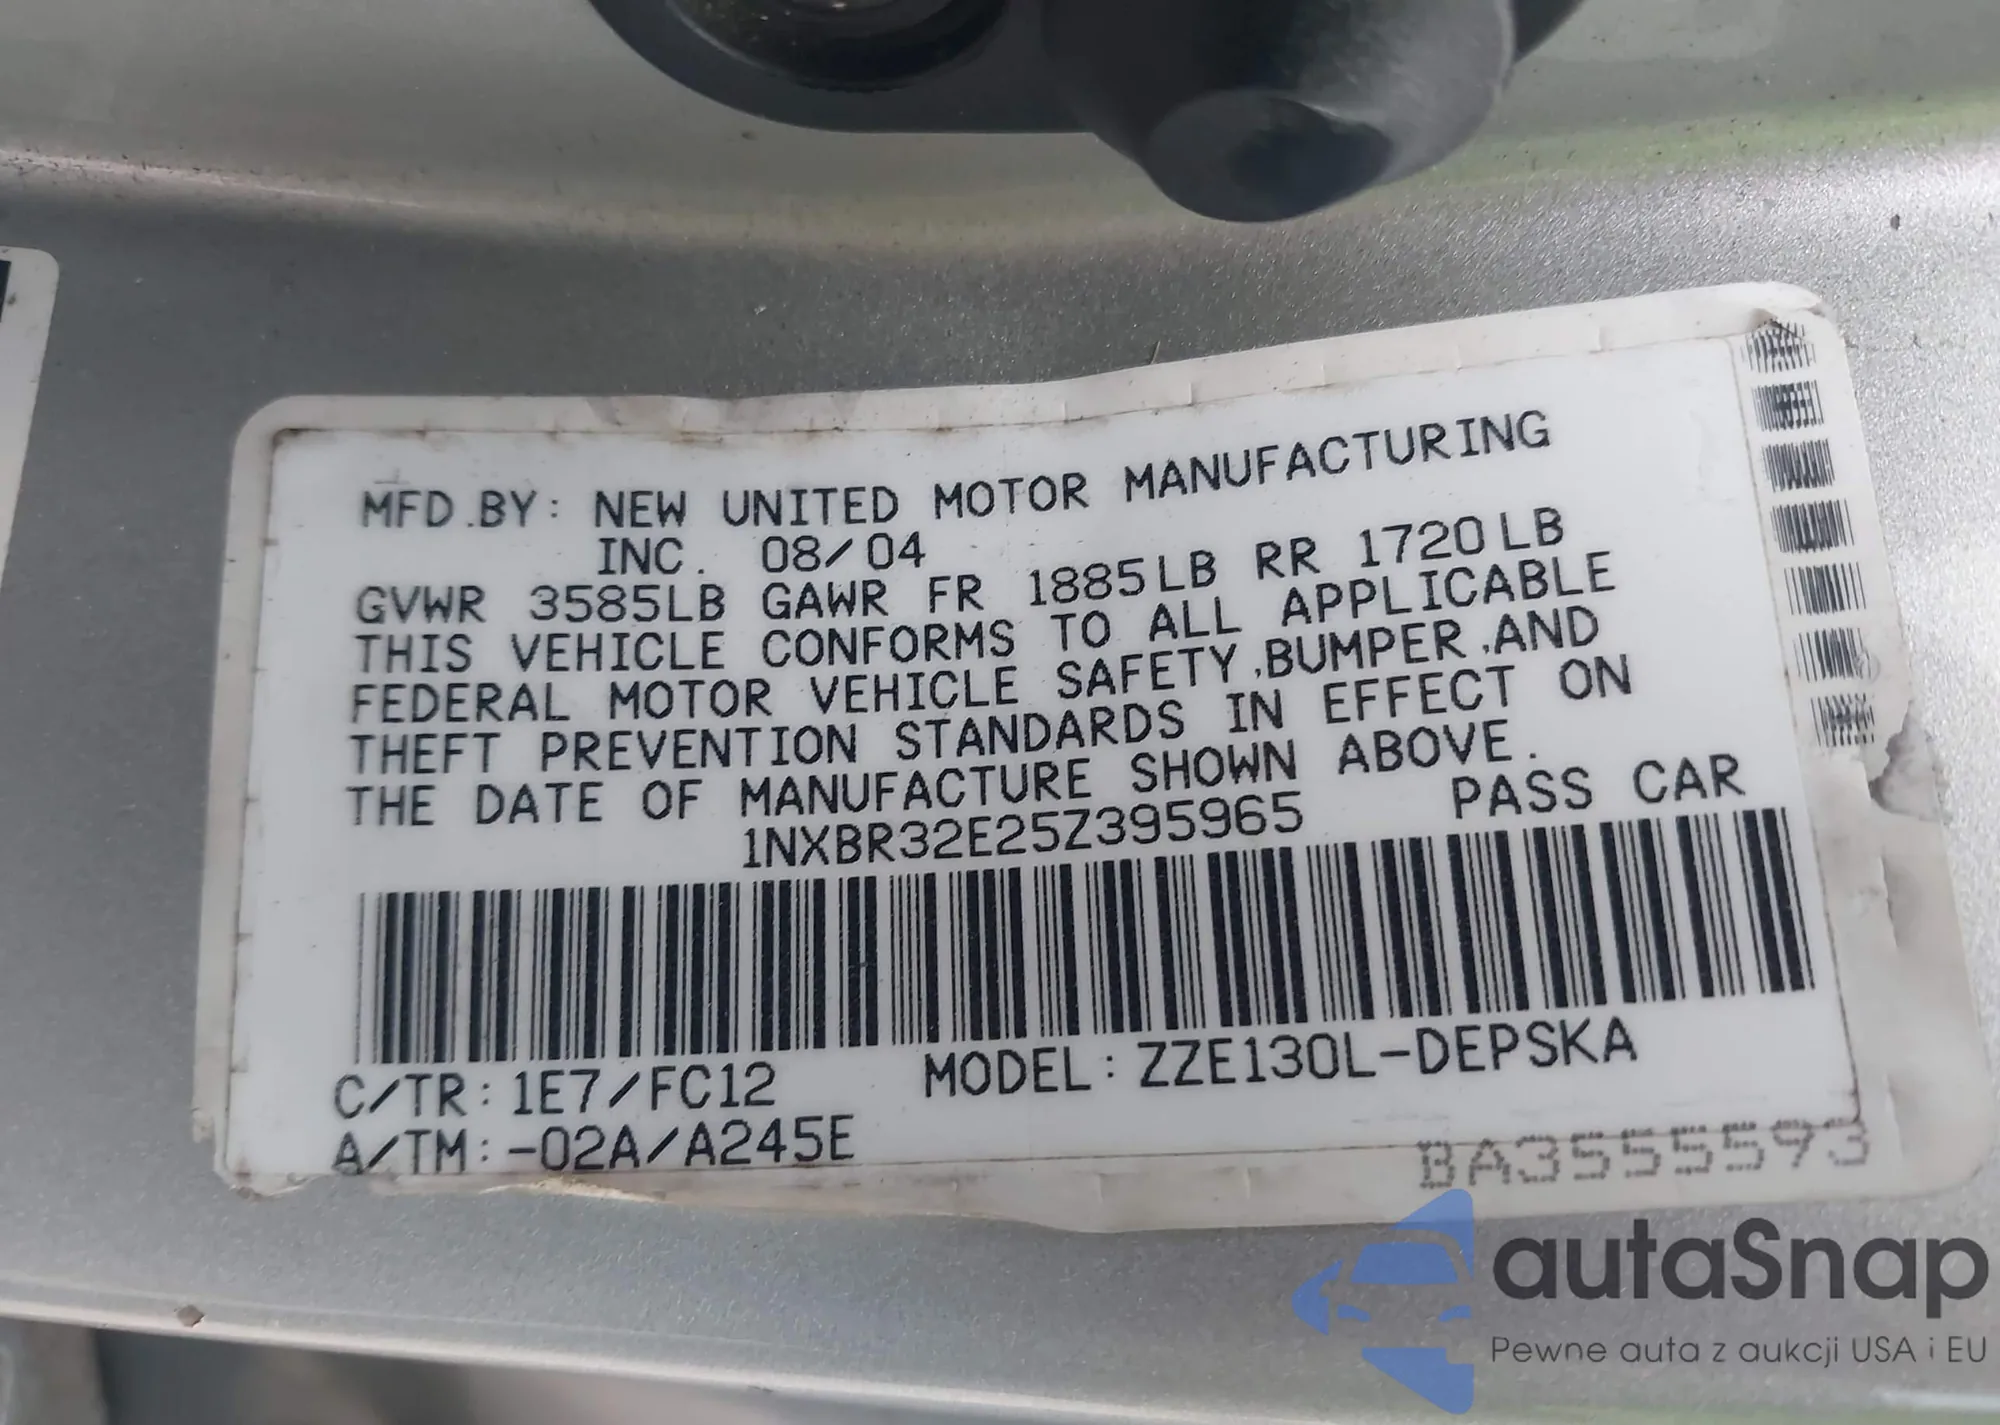 MFD.BY: NEW UNITED MOTOR MANUFACTURING
INC. 08/04
GVWR 3585LB GAWR FR 1885LB RR 1720LB
THIS VEHICLE CONFORMS TO ALL APPLICABLE
FEDERAL MOTOR VEHICLE SAFETY,BUMPER,AND
THEFT PREVENTION STANDARDS IN EFFECT ON
THE DATE OF MANUFACTURE SHOWN ABOVE.
1NXBR32E25Z395965 PASS CAR
C/TR: 1E7/FC12 MODEL: ZZE130L-DEPSKA
A/TM: -02A/A245E
BA3555593
autaSnap
Pewne auta z aukcji USA i EU